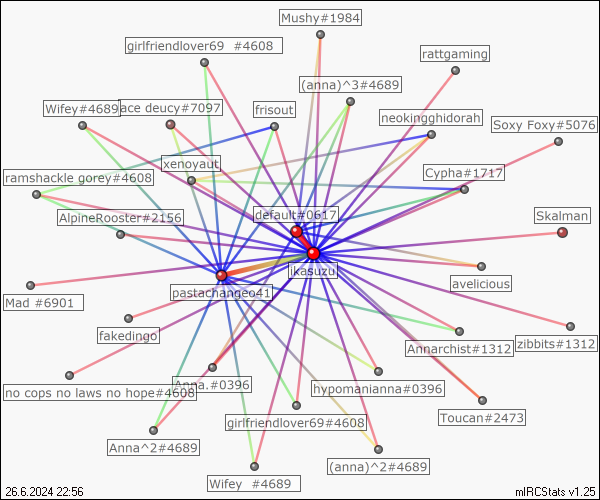 Mushy#1984
girlfriendlover69  #4608
rattgaming
(anna)^3#4689
Wifey#4689
ace deucy#7097
frisout
neokingghidorah
Soxy Foxy#5076
xenoyaut
ramshackle gorey#4608
Cypha#1717
AlpineRooster#2156
default#0617
Skalman
likasuzu
avelicious
pastachangeo41
Mad #6901
fakedingo
Annarchist#1312
zibbits#1312
no cops no laws no hope#4608
Anna.#0396
hypomanianna#0396
girlfriendlover69#4608
Toucan#2473
Anna^2#4689
(anna)^2#4689
Wifey  #4689
26.6.2024 22:56
mIRCStats v1.25